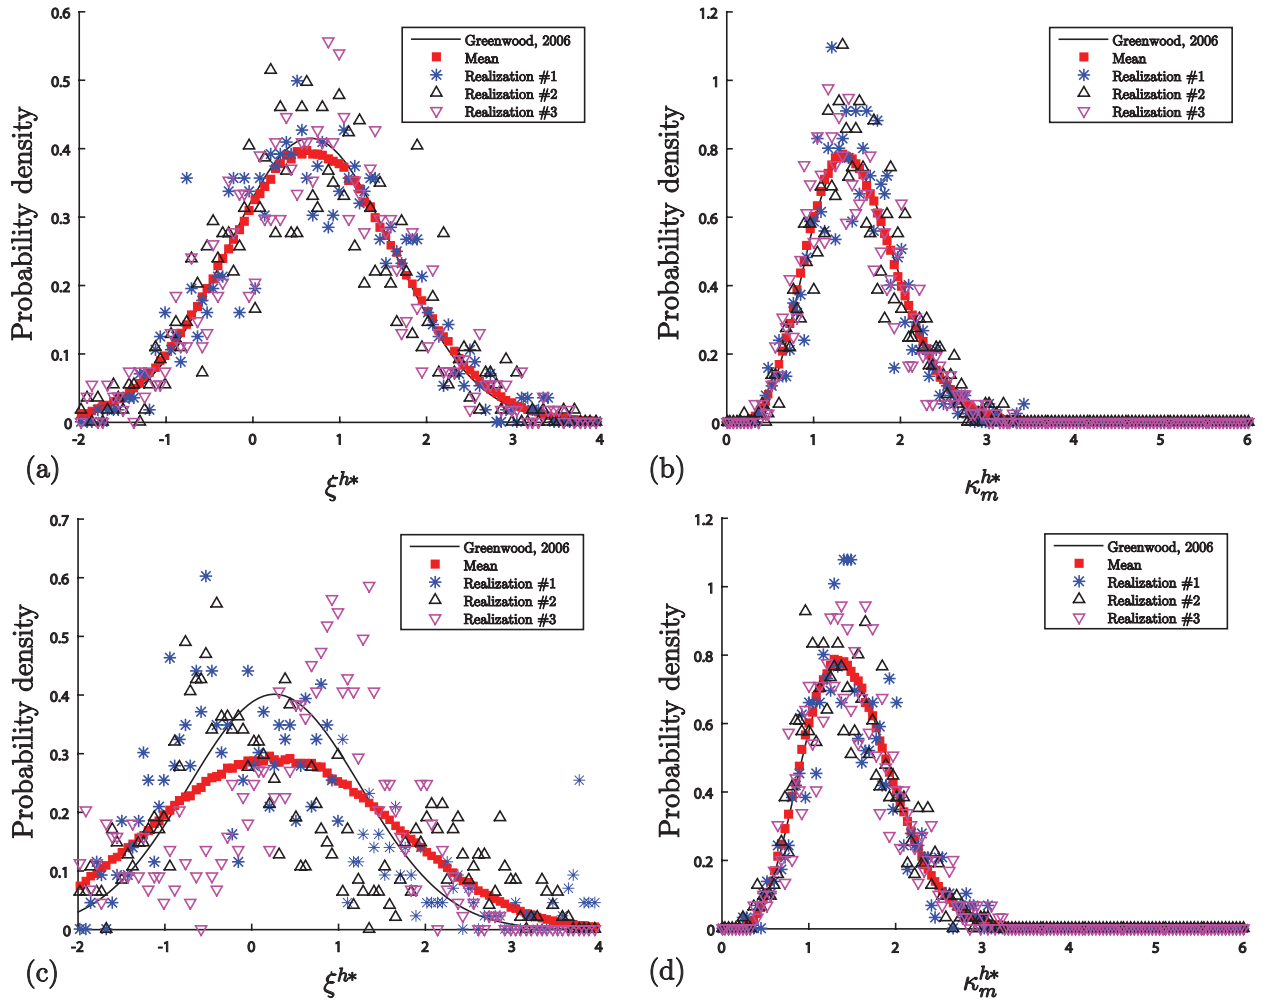 0.6
0.5
0.4
0.3
0.2
0.1
0
-2 -1 0 1 2 3 4
Probability density
Greenwood, 2006
Mean
Realization #1
Realization #2
Realization #3
(a)
ξ^{h*}
1.2
1
0.8
0.6
0.4
0.2
0
0 1 2 3 4 5 6
Probability density
Greenwood, 2006
Mean
Realization #1
Realization #2
Realization #3
(b)
κ_m^{h*}
0.7
0.6
0.5
0.4
0.3
0.2
0.1
0
-2 -1 0 1 2 3 4
Probability density
Greenwood, 2006
Mean
Realization #1
Realization #2
Realization #3
(c)
ξ^{h*}
1.2
1
0.8
0.6
0.4
0.2
0
0 1 2 3 4 5 6
Probability density
Greenwood, 2006
Mean
Realization #1
Realization #2
Realization #3
(d)
κ_m^{h*}